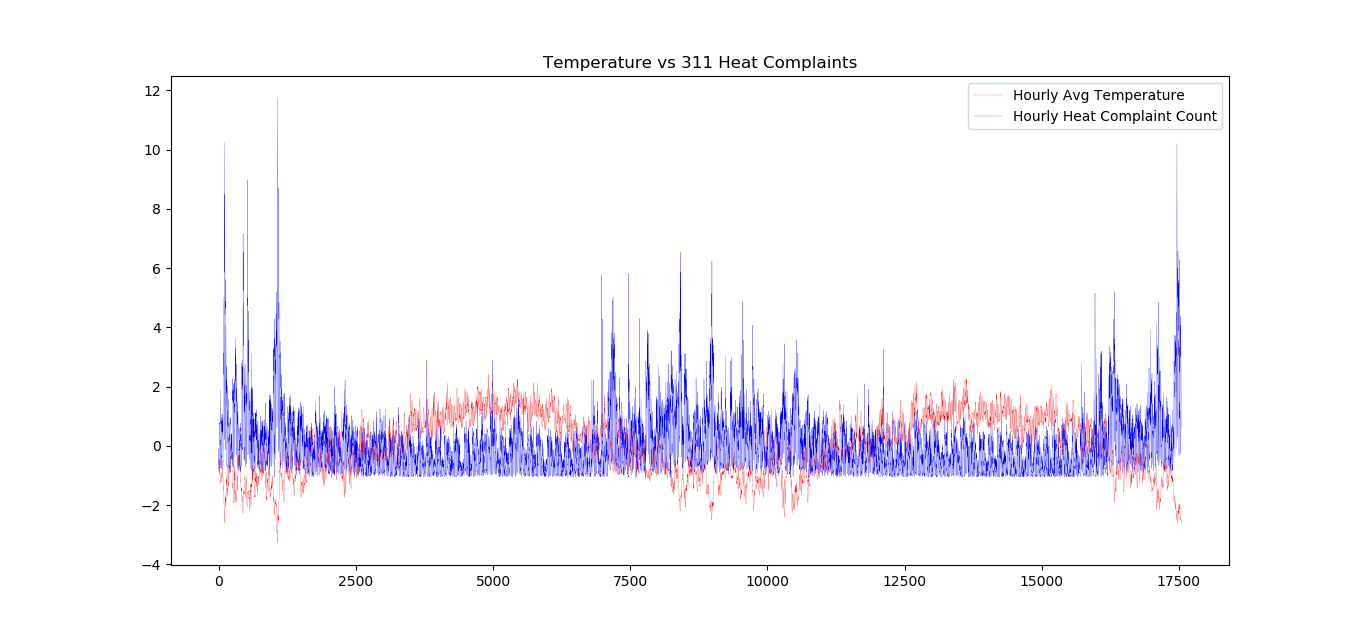 Temperature vs 311 Heat Complaints
Hourly Avg Temperature
Hourly Heat Complaint Count
12
10
8
6
4
2
0
−2
−4
0 2500 5000 7500 10000 12500 15000 17500